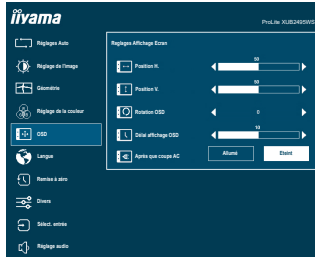 iiyama
ProLite XUB2495WS
Réglages Auto
Réglage de l'image
Géométrie
Réglage de la couleur
OSD
Langue
Remise à zéro
Divers
Sélect. entrée
Réglage audio
Reglages Affichage Ecran
Position H.
50
Position V.
50
Rotation OSD
0
Délai affichage OSD
10
Après que coupe AC
Allumé
Eteint